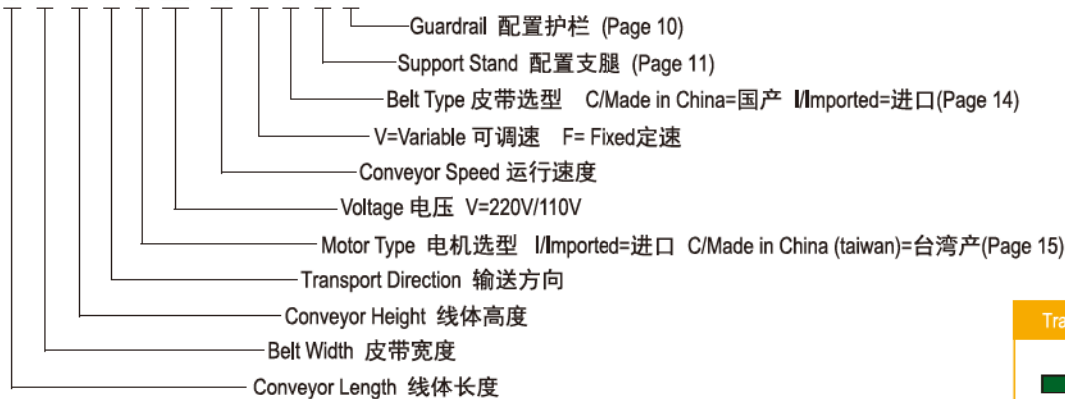 Guardrail 配置护栏 (Page 10)
Support Stand 配置支腿 (Page 11)
Belt Type 皮带选型 C/Made in China=国产 I/Imported=进口(Page 14)
V=Variable 可调速 F= Fixed定速
Conveyor Speed 运行速度
Voltage 电压 V=220V/110V
Motor Type 电机选型 I/Imported=进口 C/Made in China (taiwan)=台湾产(Page 15)
Transport Direction 输送方向
Conveyor Height 线体高度
Tra
Belt Width 皮带宽度
Conveyor Length 线体长度